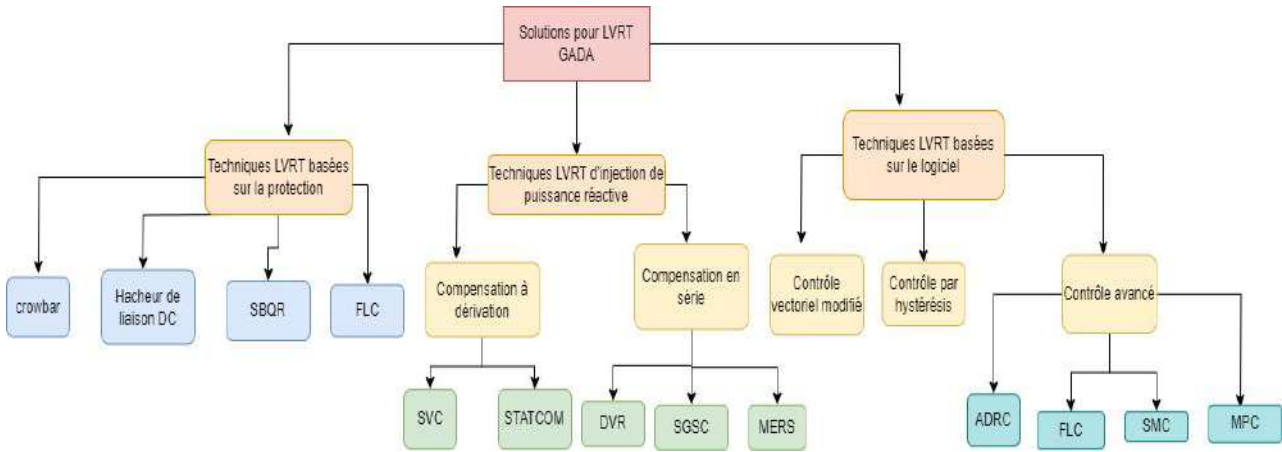 Solutions pour LVRT
GADA
Techniques LVRT basées
sur la protection
Techniques LVRT d'injection de
puissance réactive
Techniques LVRT basées
sur le logiciel
crowbar
Hacheur de
liaison DC
SBQR
FLC
Compensation à
dérivation
Compensation en
série
Contrôle
vectoriel modifié
Contrôle par
hystérésis
Contrôle avancé
SVC
STATCOM
DVR
SGSC
MERS
ADRC
FLC
SMC
MPC